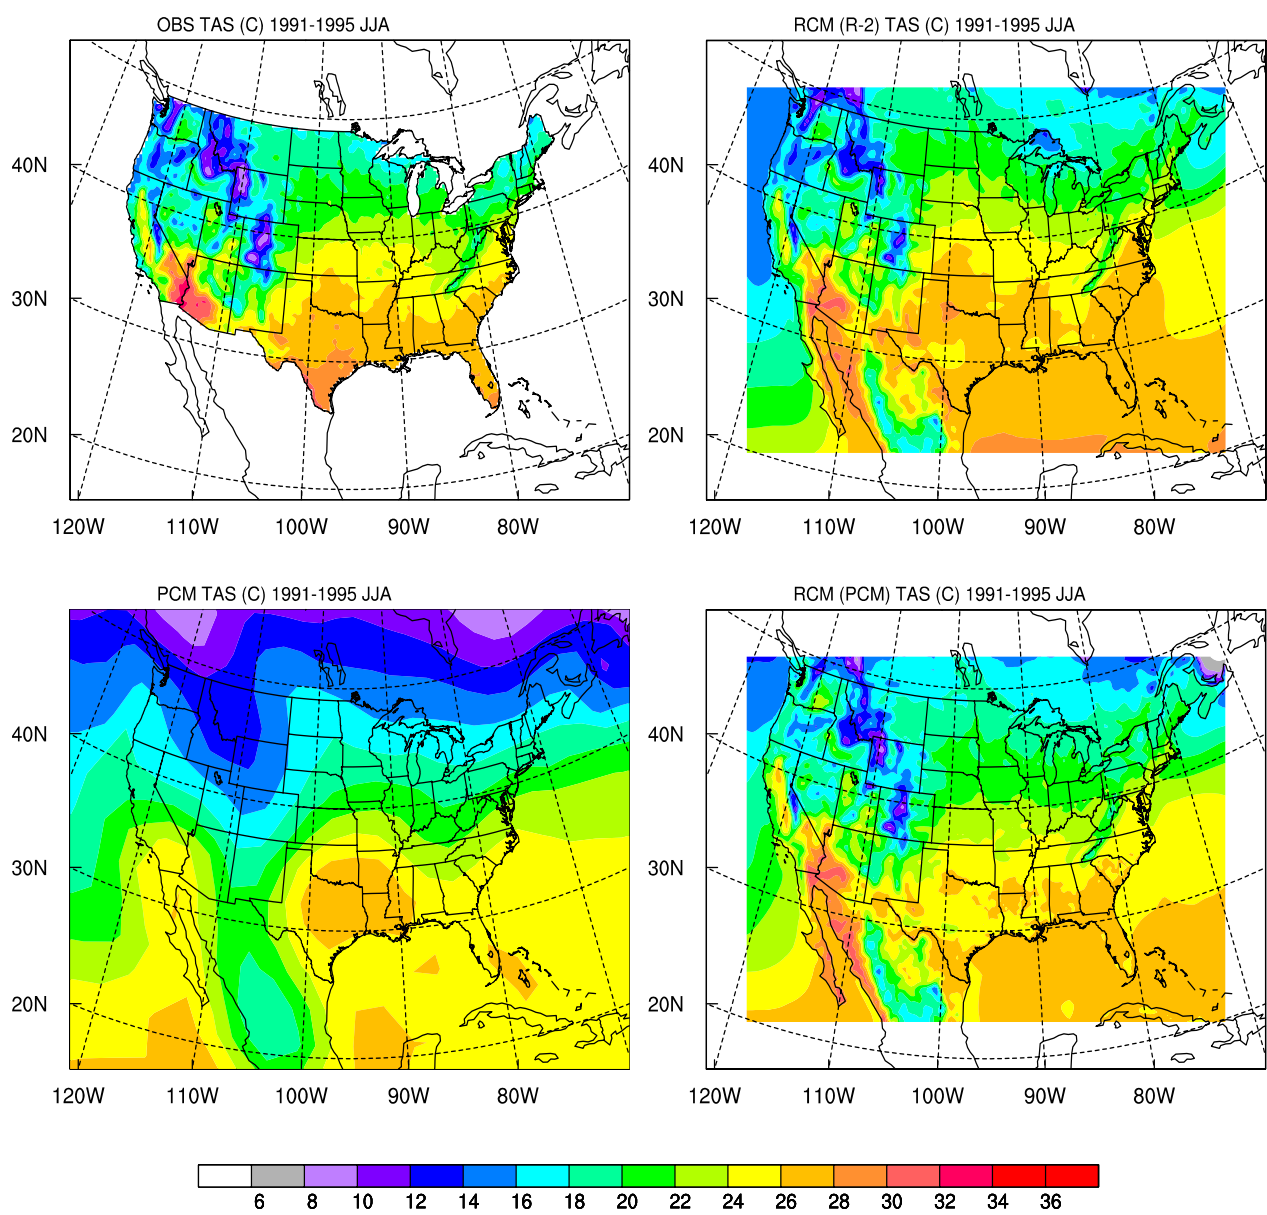 OBS TAS (C) 1991-1995 JJA
RCM (R-2) TAS (C) 1991-1995 JJA
40N
30N
20N
120W 110W 100W 90W 80W
40N
30N
20N
120W 110W 100W 90W 80W
PCM TAS (C) 1991-1995 JJA
RCM (PCM) TAS (C) 1991-1995 JJA
40N
30N
20N
120W 110W 100W 90W 80W
40N
30N
20N
120W 110W 100W 90W 80W
6 8 10 12 14 16 18 20 22 24 26 28 30 32 34 36